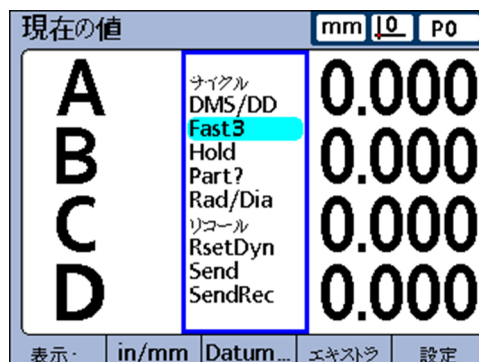 現在の値 mm 0 P0
A 0.000
B 0.000
C 0.000
D 0.000
サイクル
DMS/DD
Fast3
Hold
Part?
Rad/Dia
リコール
RsetDyn
Send
SendRec
表示· in/mm Datum... エキストラ 設定